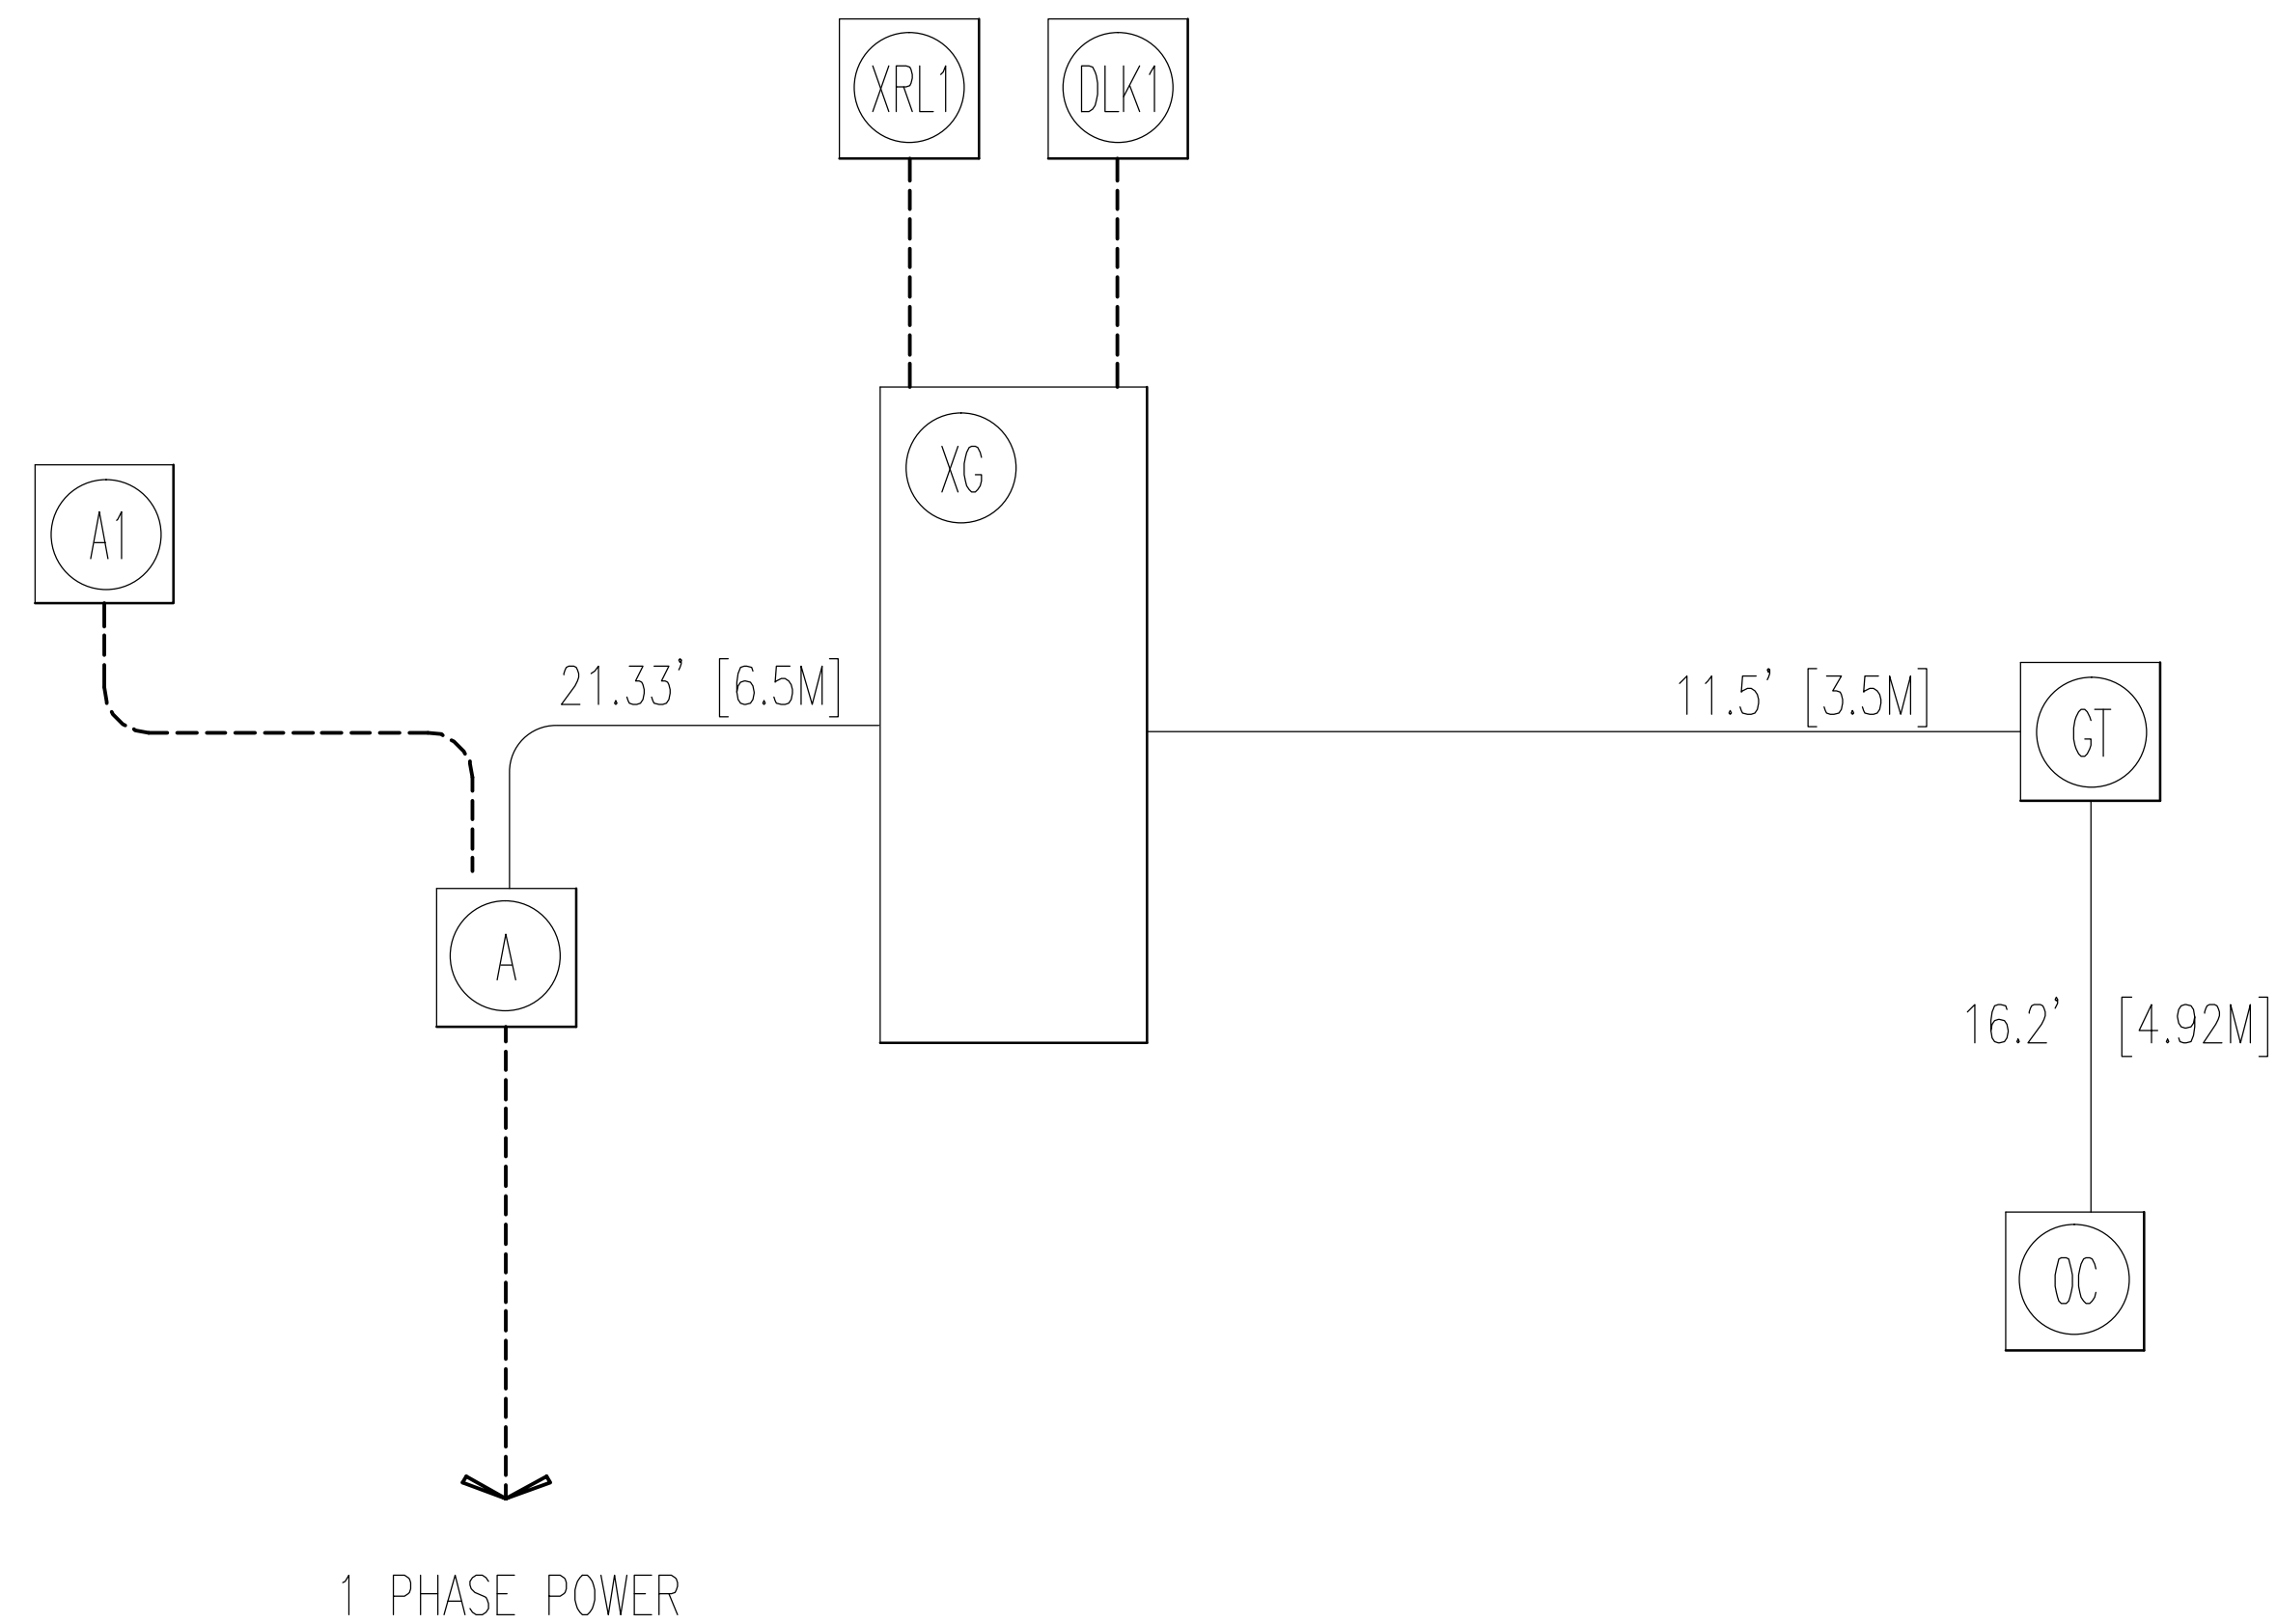 XRL1
DLK1
XG
A1
21.33' [6.5M]
11.5' [3.5M]
GT
A
16.2' [4.92M]
OC
1 PHASE POWER